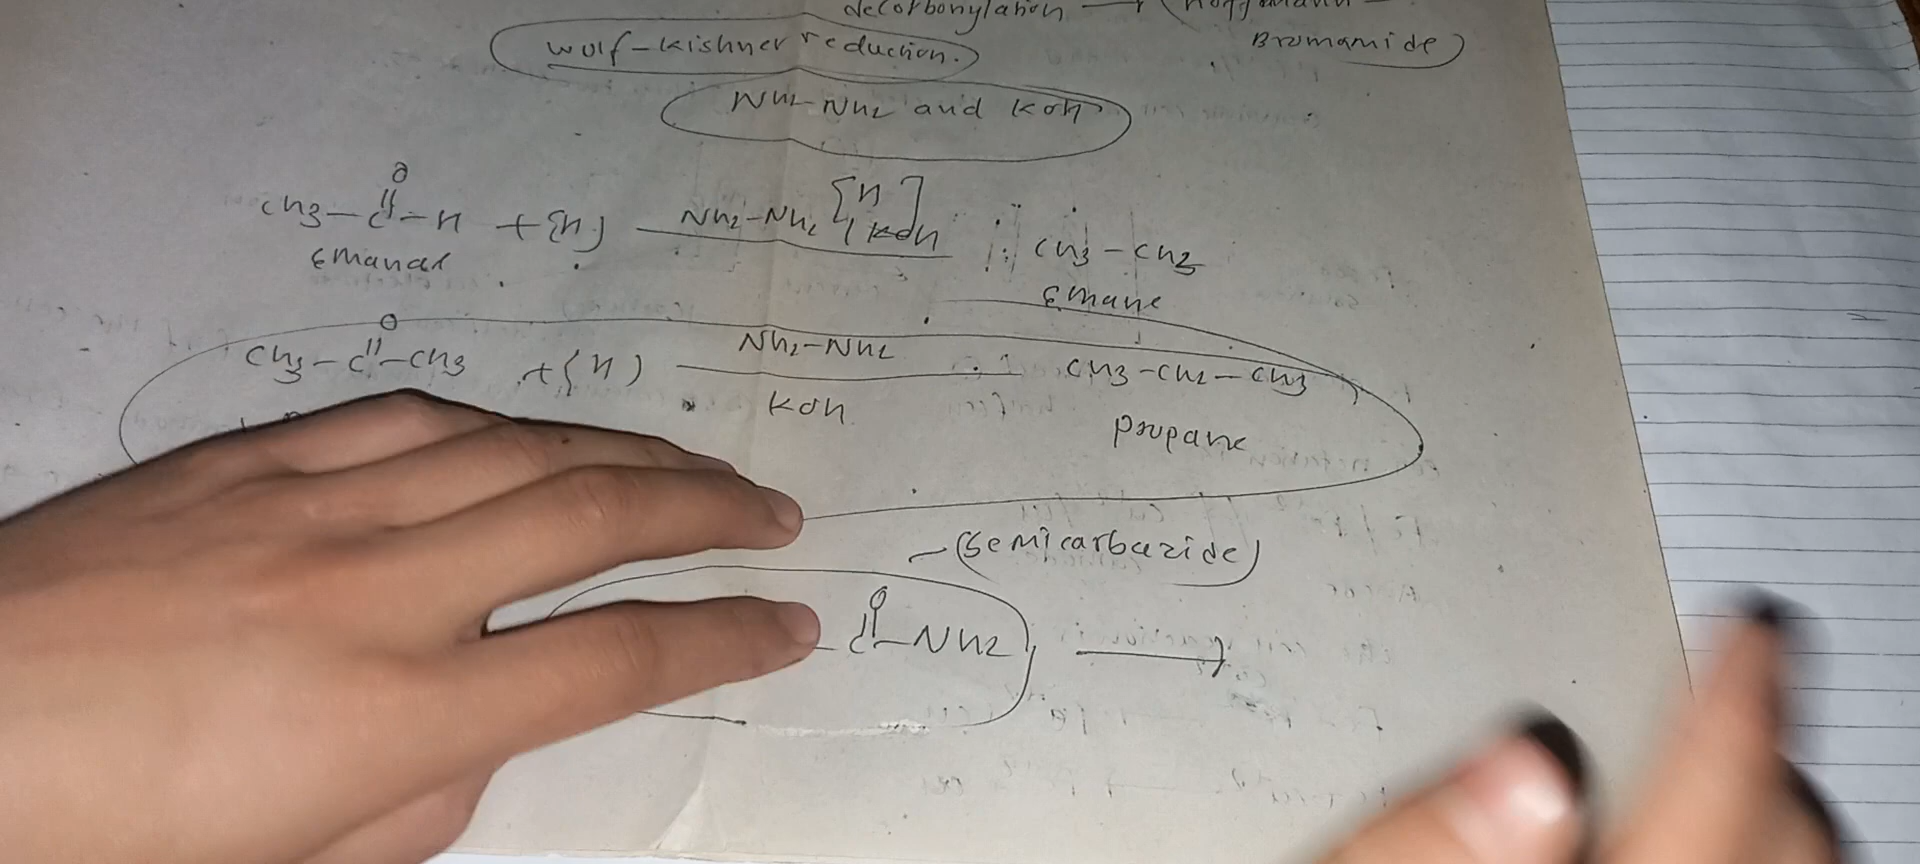 decarbonylation → (Hoffmann —
Bromamide)
Wolf-Kishner reduction.
NH2-NH2 and KOH
O
CH3-C-H + {H} NH2-NH2 [H] / KOH CH3-CH3
Ethanal
Ethane
O
CH3-C-CH3 + {H} NH2-NH2 CH3-CH2-CH3
KOH
Propane
-(Semicarbazide)
O
-C-NH2 →